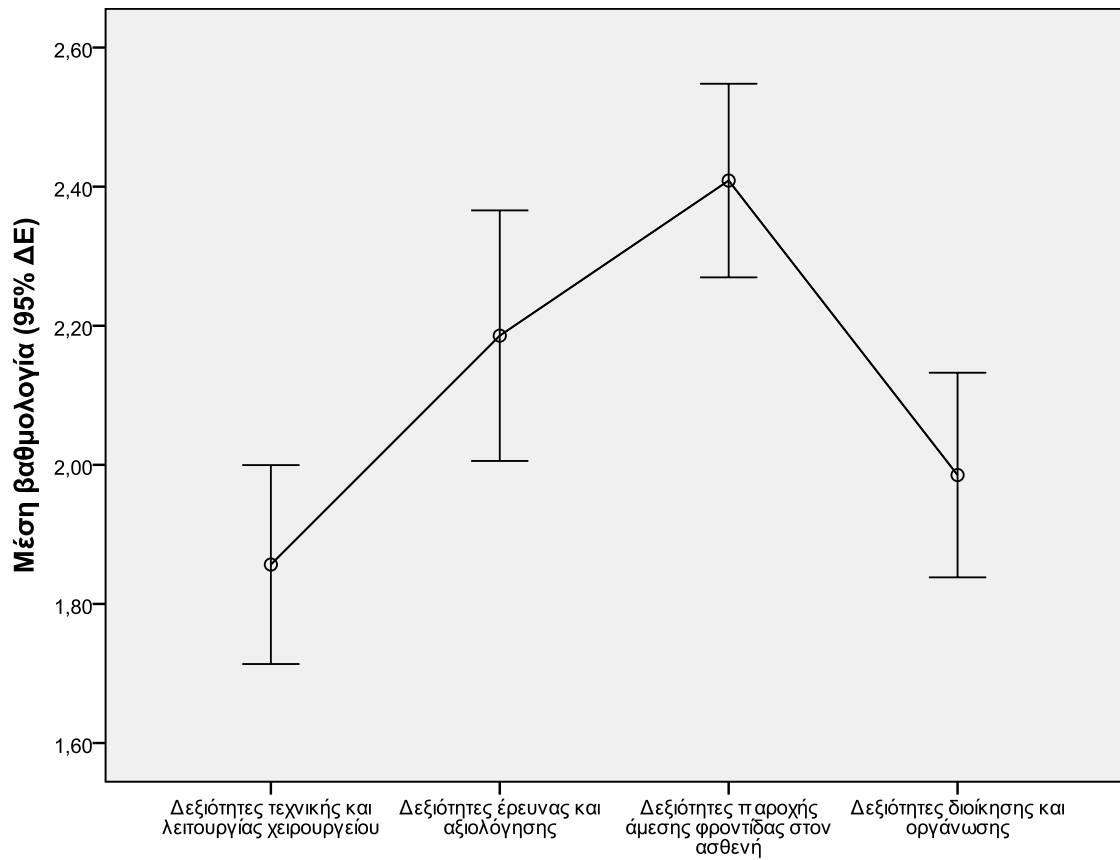 Μέση βαθμολογία (95% ΔΕ)
2,60
2,40
2,20
2,00
1,80
1,60
Δεξιότητες τεχνικής και
λειτουργίας χειρουργείου
Δεξιότητες έρευνας και
αξιολόγησης
Δεξιότητες παροχής
άμεσης φροντίδας στον
ασθενή
Δεξιότητες διοίκησης και
οργάνωσης